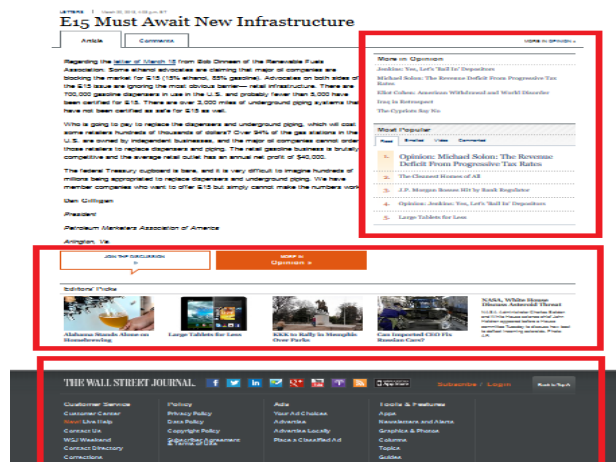 LETTERS
E15 Must Await New Infrastructure
Article
Comments
MORE IN OPINION »
Regarding the letter of March 18 from Bob Dinneen of the Renewable Fuels
Association. Some ethanol advocates are claiming that major oil companies are
blocking the market for E15 (15% ethanol, 85% gasoline). Advocates on both sides of
the E15 issue are ignoring the most obvious barrier— retail infrastructure. There are
700,000 gasoline dispensers in use in the U.S. and probably fewer than 3,000 have
been certified for E15. There are over 3,000 miles of underground piping systems that
have not been certified as safe for E15 as well.
Who is going to pay to replace the dispensers and underground piping, which will cost
some retailers hundreds of thousands of dollars? Over 94% of the gas stations in the
U.S. are owned by independent businesses, and the major oil companies cannot order
those retailers to replace dispensers and piping. The retail gasoline business is brutally
competitive and the average retail outlet has an annual net profit of $40,000.
The federal Treasury cupboard is bare, and it is very difficult to imagine hundreds of
millions being appropriated to replace dispensers and underground piping. We have
member companies who want to offer E15 but simply cannot make the numbers work
Dan Gilligan
President
Petroleum Marketers Association of America
Arlington, Va.
More in Opinion
Jenkins: Yes, Let's 'Bail In' Depositors
Michael Solon: The Revenue Deficit From Progressive Tax
Rates
Eliot Cohen: American Withdrawal and World Disorder
Iraq in Retrospect
The Cypriots Say No
Most Popular
Read Emailed Video Commented
1. Opinion: Michael Solon: The Revenue
Deficit From Progressive Tax Rates
2. The Closest Homes of All
3. J.P. Morgan Bosses Hit by Bank Regulator
4. Opinion: Jenkins: Yes, Let's 'Bail In' Depositors
5. Large Tablets for Less
JOIN THE DISCUSSION
»
MORE IN
Opinion »
Editors' Picks
Alabama Stands Alone on
Homebrewing
Large Tablets for Less
KKK to Rally in Memphis
Over Parks
Can Imported CEO Fix
Russian Cars?
NASA, White House
Discuss Asteroid Threat
THE WALL STREET JOURNAL.
Subscribe / Login
Back to Top
Customer Service
Customer Center
New! Live Help
Contact Us
WSJ Weekend
Contact Directory
Corrections
Policy
Privacy Policy
Data Policy
Copyright Policy
Subscriber Agreement
& Terms of Use
Ads
Your Ad Choices
Advertise
Advertise Locally
Place a Classified Ad
Tools & Features
Apps
Newsletters and Alerts
Graphics & Photos
Columns
Topics
Guides